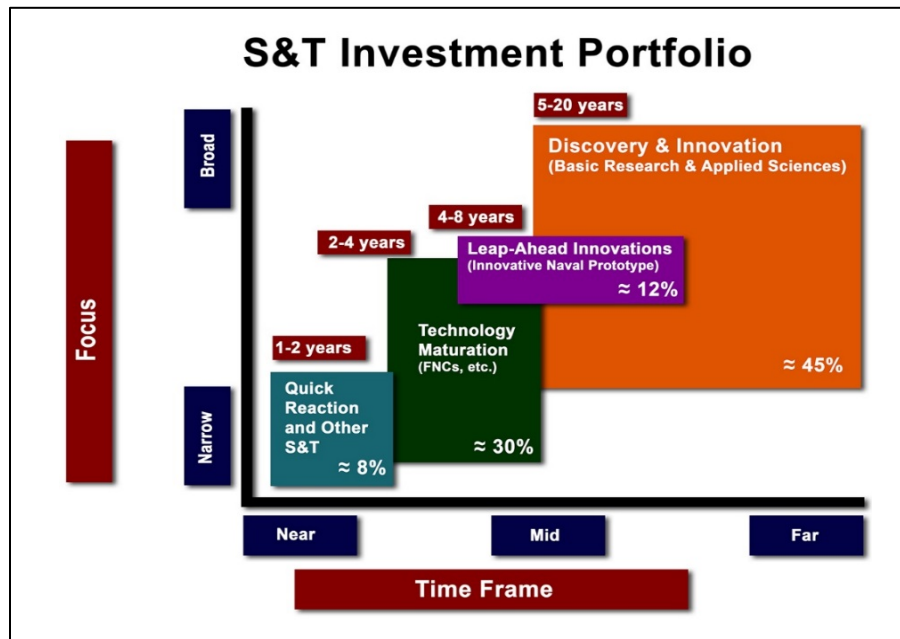 S&T Investment Portfolio
5-20 years
Broad
Discovery & Innovation
(Basic Research & Applied Sciences)
4-8 years
2-4 years
Leap-Ahead Innovations
(Innovative Naval Prototype)
≈ 12%
Focus
Technology
Maturation
(FNCs, etc.)
1-2 years
≈ 45%
Quick
Reaction
and Other
S&T
Narrow
≈ 30%
≈ 8%
Near
Mid
Far
Time Frame